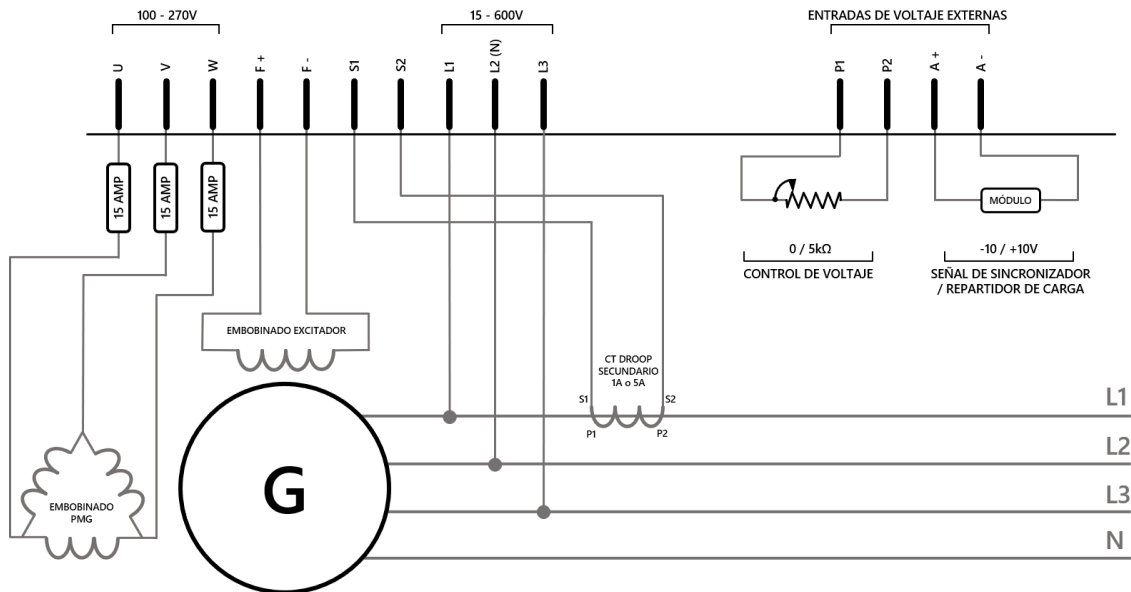 100 - 270V
15 - 600V
ENTRADAS DE VOLTAJE EXTERNAS
U
V
W
F +
F -
S1
S2
L1
L2 (N)
L3
P1
P2
A +
A -
15 AMP
15 AMP
15 AMP
MÓDULO
0 / 5kΩ
CONTROL DE VOLTAJE
-10 / +10V
SEÑAL DE SINCRONIZADOR
/ REPARTIDOR DE CARGA
EMBOBINADO EXCITADOR
CT DROOP
SECUNDARIO
1A o 5A
S1
S2
P1
P2
L1
L2
L3
N
G
EMBOBINADO
PMG